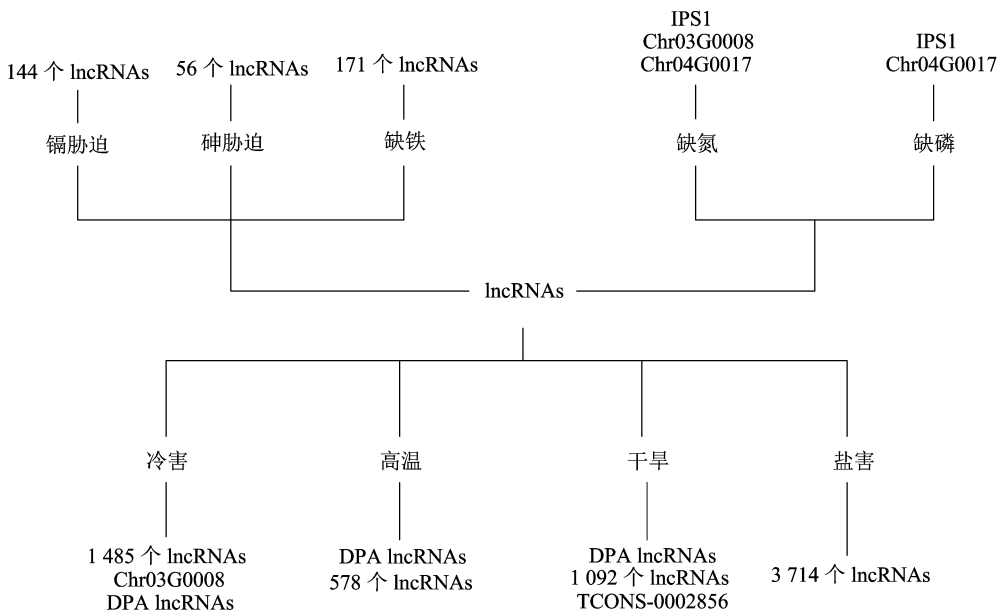 144 个 lncRNAs
56 个 lncRNAs
171 个 lncRNAs
IPS1
Chr03G0008
Chr04G0017
IPS1
Chr04G0017
镉胁迫
砷胁迫
缺铁
缺氮
缺磷
lncRNAs
冷害
高温
干旱
盐害
1 485 个 lncRNAs
Chr03G0008
DPA lncRNAs
DPA lncRNAs
578 个 lncRNAs
DPA lncRNAs
1 092 个 lncRNAs
TCONS-0002856
3 714 个 lncRNAs